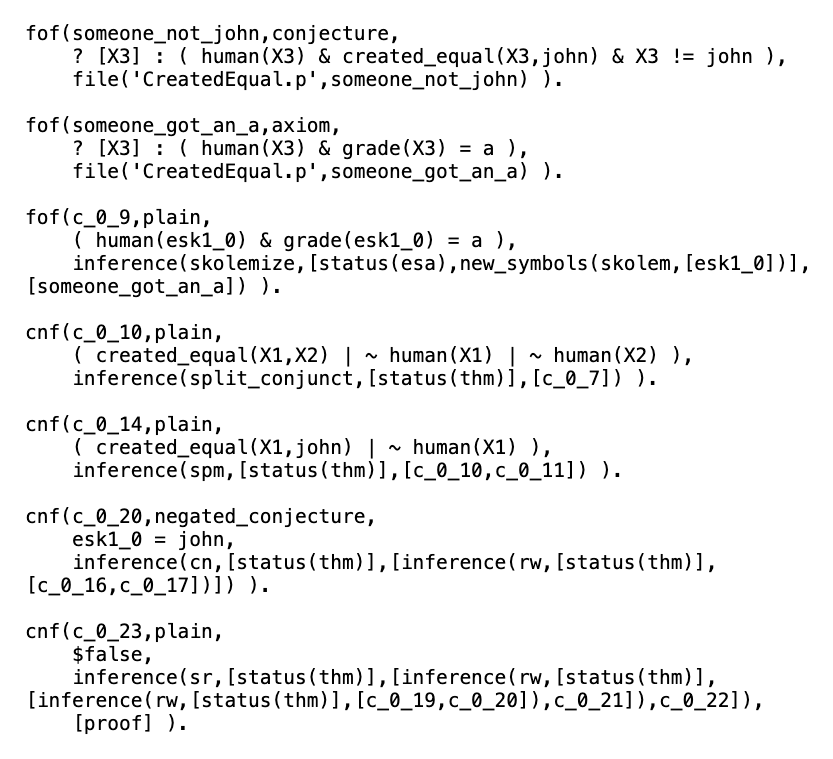 fof(someone_not_john,conjecture,
    ? [X3] : ( human(X3) & created_equal(X3,john) & X3 != john ),
    file('CreatedEqual.p',someone_not_john) ).

fof(someone_got_an_a,axiom,
    ? [X3] : ( human(X3) & grade(X3) = a ),
    file('CreatedEqual.p',someone_got_an_a) ).

fof(c_0_9,plain,
    ( human(esk1_0) & grade(esk1_0) = a ),
    inference(skolemize,[status(esa),new_symbols(skolem,[esk1_0])],
[someone_got_an_a]) ).

cnf(c_0_10,plain,
    ( created_equal(X1,X2) | ~ human(X1) | ~ human(X2) ),
    inference(split_conjunct,[status(thm)],[c_0_7]) ).

cnf(c_0_14,plain,
    ( created_equal(X1,john) | ~ human(X1) ),
    inference(spm,[status(thm)],[c_0_10,c_0_11]) ).

cnf(c_0_20,negated_conjecture,
    esk1_0 = john,
    inference(cn,[status(thm)],[inference(rw,[status(thm)],
[c_0_16,c_0_17])]) ).

cnf(c_0_23,plain,
    $false,
    inference(sr,[status(thm)],[inference(rw,[status(thm)],
[inference(rw,[status(thm)],[c_0_19,c_0_20]),c_0_21]),c_0_22]),
    [proof] ).